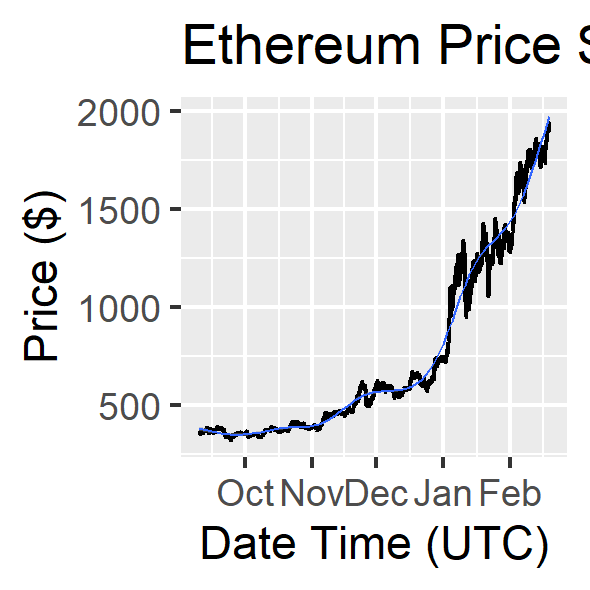 Ethereum Price
Price ($)
2000
1500
1000
500
Oct Nov Dec Jan Feb
Date Time (UTC)